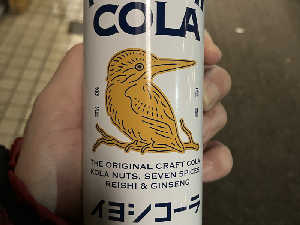 COLA
THE ORIGINAL CRAFT COLA
KOLA NUTS, SEVEN SPICES
REISHI & GINSENG
イヨシコーラ